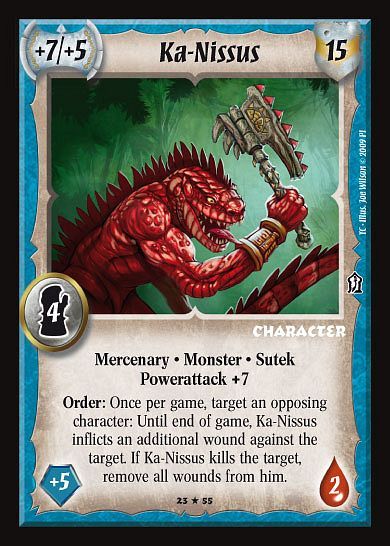 +7/+5
Ka-Nissus
15
TC • Illus. Joe Wilson © 2009 P!
4
CHARACTER
Mercenary • Monster • Sutek
Powerattack +7
Order: Once per game, target an opposing
character: Until end of game, Ka-Nissus
inflicts an additional wound against the
target. If Ka-Nissus kills the target,
remove all wounds from him.
+5
2
23 ★ 55